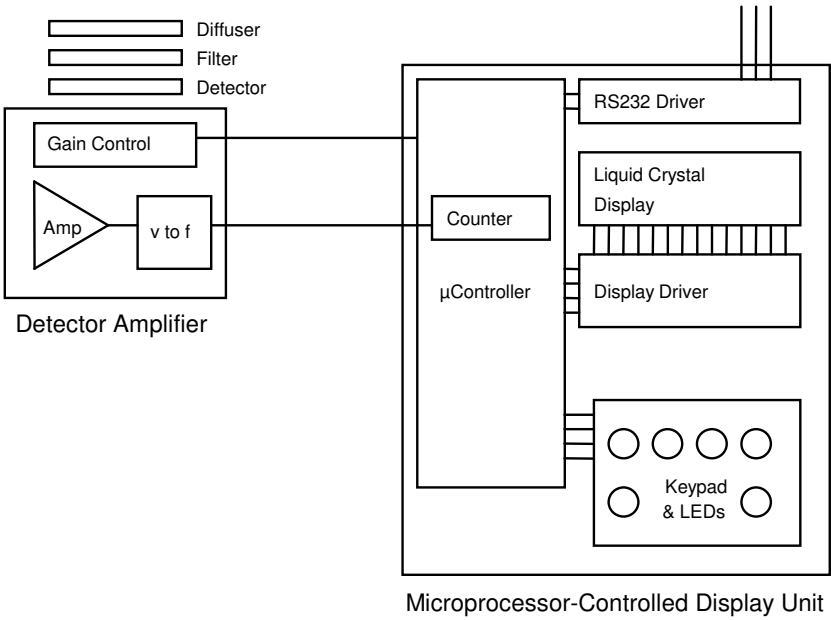 Diffuser
Filter
Detector
Gain Control
Amp
v to f
Detector Amplifier
RS232 Driver
Liquid Crystal
Display
Counter
µController
Display Driver
Keypad
& LEDs
Microprocessor-Controlled Display Unit